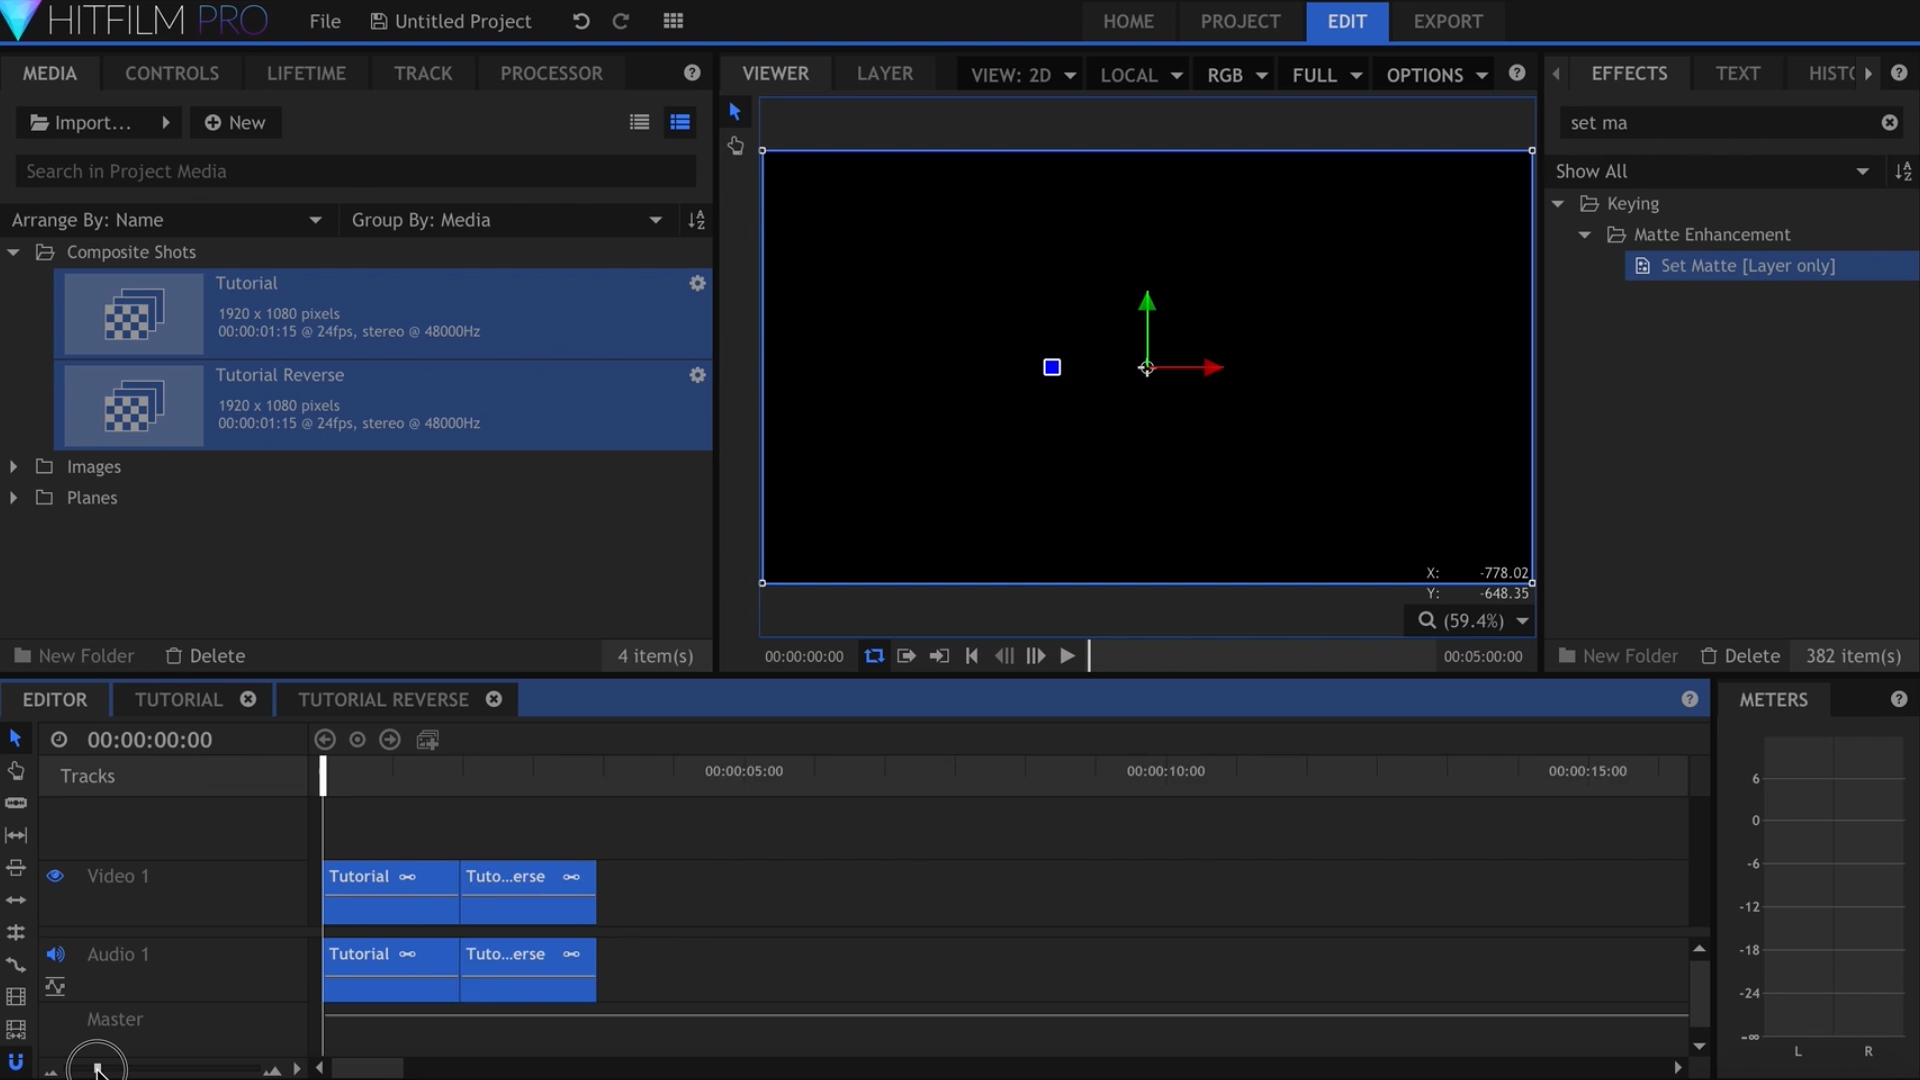 HITFILM PRO
File
Untitled Project
HOME
PROJECT
EDIT
EXPORT
MEDIA
CONTROLS
LIFETIME
TRACK
PROCESSOR
VIEWER
LAYER
VIEW: 2D
LOCAL
RGB
FULL
OPTIONS
EFFECTS
TEXT
HISTO
Import...
New
set ma
Search in Project Media
Show All
Arrange By: Name
Group By: Media
Keying
Composite Shots
Matte Enhancement
Set Matte [Layer only]
Tutorial
1920 x 1080 pixels
00:00:01:15 @ 24fps, stereo @ 48000Hz
Tutorial Reverse
1920 x 1080 pixels
00:00:01:15 @ 24fps, stereo @ 48000Hz
Images
Planes
X: -778.02
Y: -648.35
(59.4%)
New Folder
Delete
4 item(s)
00:00:00:00
00:05:00:00
New Folder
Delete
382 item(s)
EDITOR
TUTORIAL
TUTORIAL REVERSE
METERS
00:00:00:00
Tracks
00:00:05:00
00:00:10:00
00:00:15:00
Video 1
Tutorial
Tuto...erse
Audio 1
Tutorial
Tuto...erse
Master
6
0
-6
-12
-18
-24
-∞
L
R